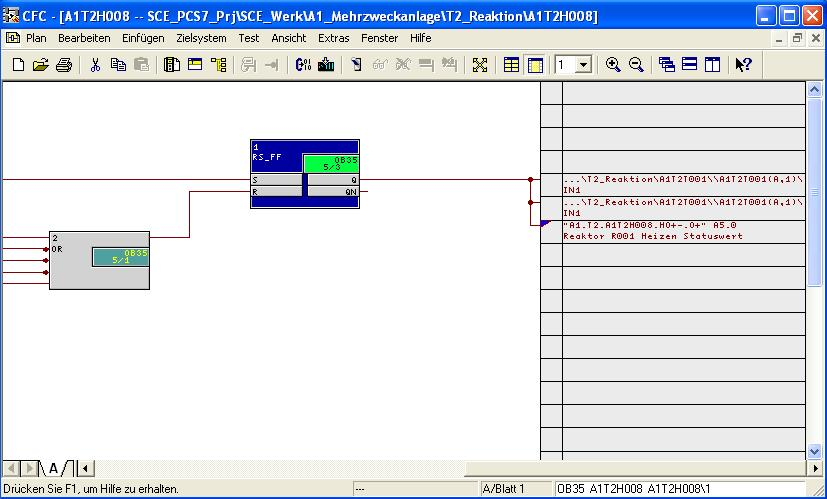 CFC - [A1T2H008 -- SCE_PCS7_Prj\SCE_Werk\A1_Mehrzweckanlage\T2_Reaktion\A1T2H008]
Plan Bearbeiten Einfügen Zielsystem Test Ansicht Extras Fenster Hilfe
1
1
RS_FF
OB35
5/3
S Q
R QN
2
OR
OB35
5/1
...\T2_Reaktion\A1T2T001\\A1T2T001(A,1)\
IN1
...\T2_Reaktion\A1T2T001\\A1T2T001(A,1)\
IN1
"A1.T2.A1T2H008.HO+-.O+" A5.0
Reaktor R001 Heizen Statuswert
A
Drücken Sie F1, um Hilfe zu erhalten. --- A/Blatt 1 OB35 A1T2H008 A1T2H008\1